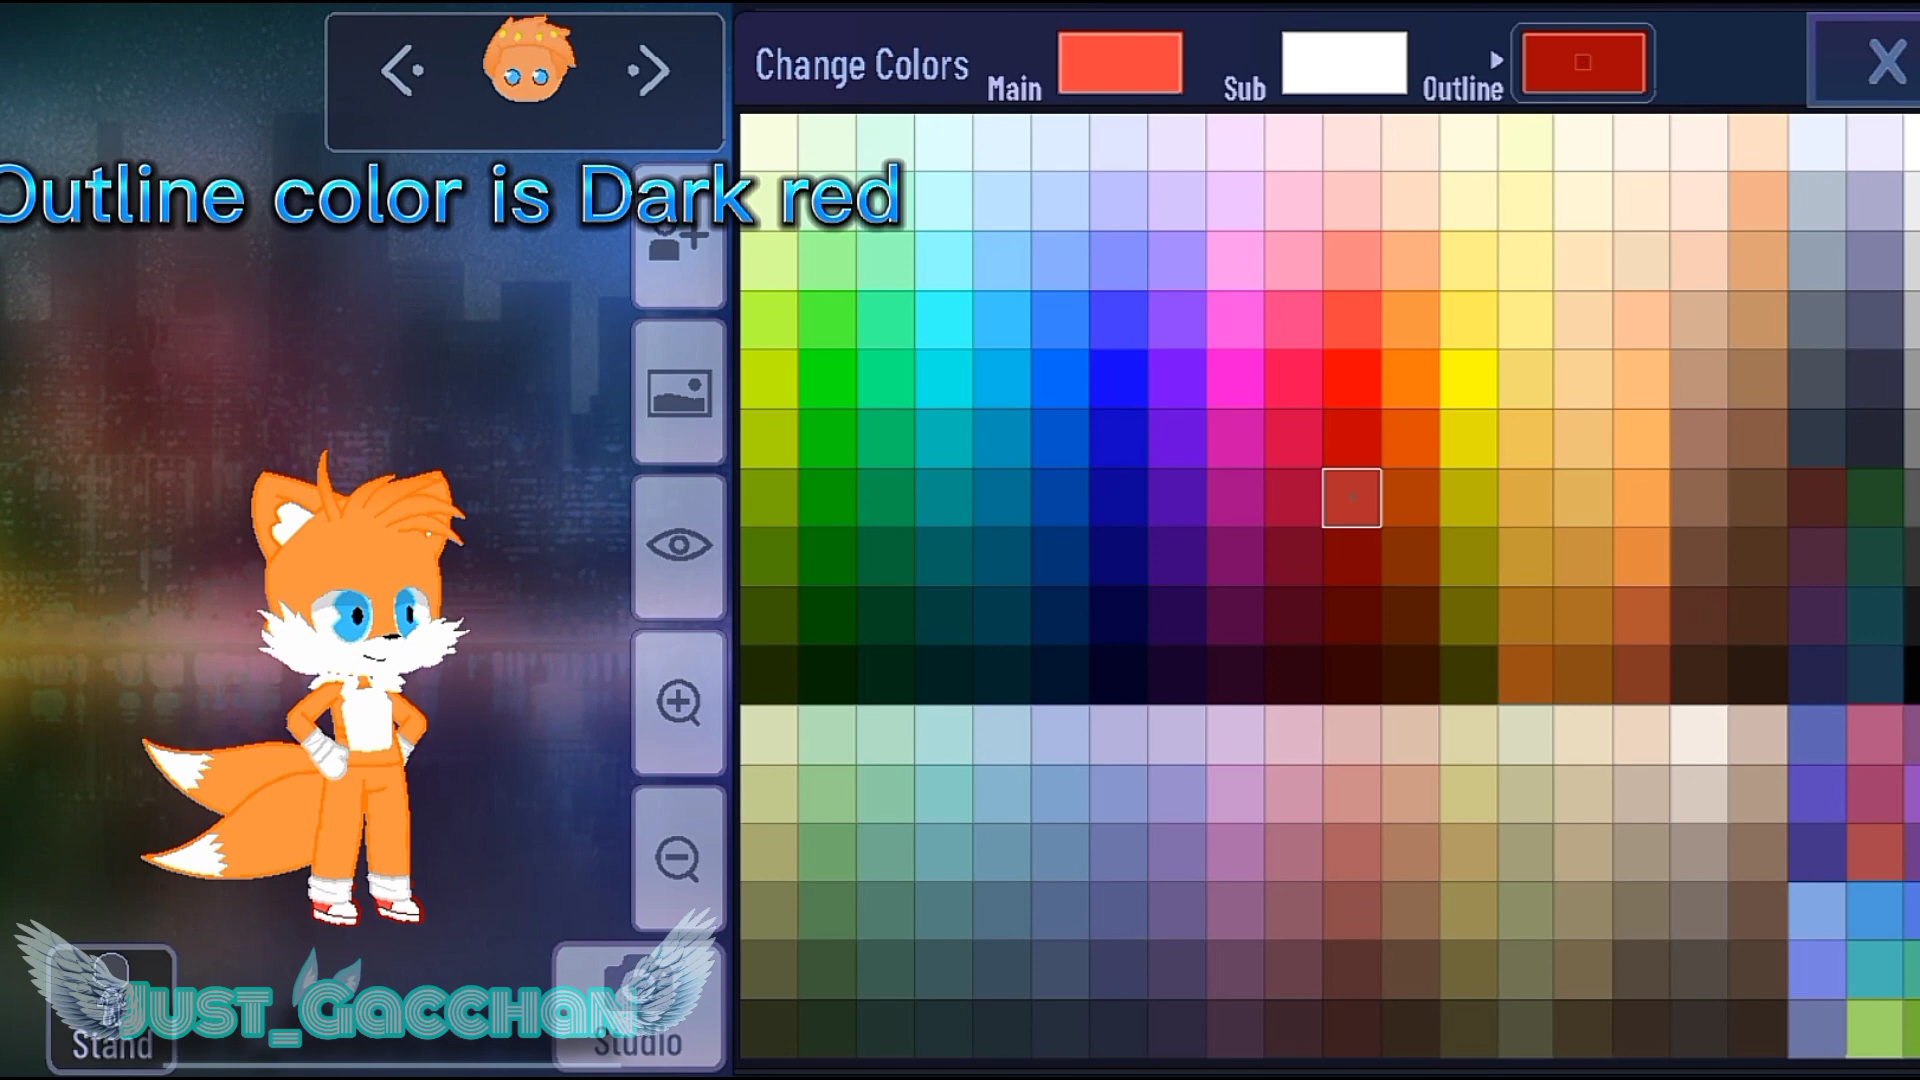 Change Colors
Main
Sub
Outline
X
Outline color is Dark red
Just_Gacchan
Stand
Studio